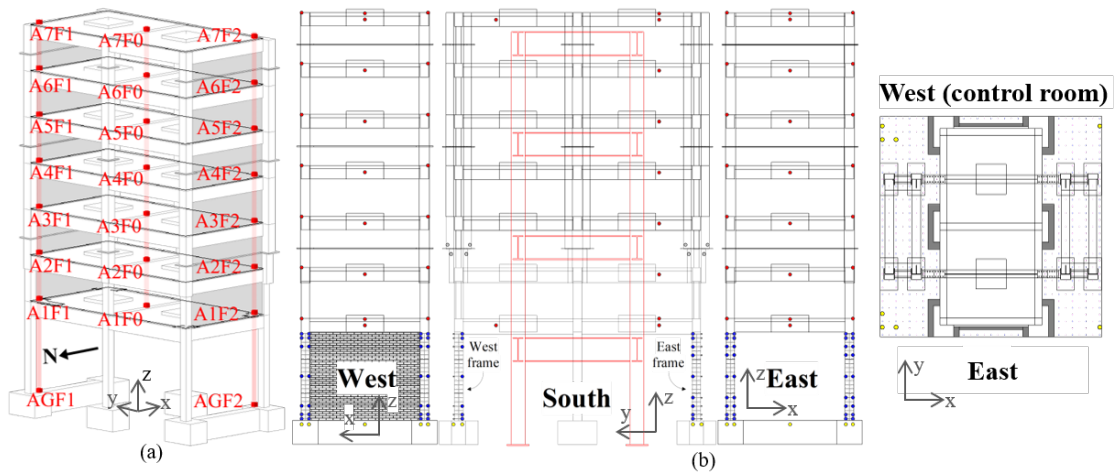 A7F1 A7F0 A7F2
A6F1 A6F0 A6F2
A5F1 A5F0 A5F2
A4F1 A4F0 A4F2
A3F1 A3F0 A3F2
A2F1 A2F0 A2F2
A1F1 A1F0 A1F2
N
z
y x
AGF1 AGF2
(a)
West
z
x
West
frame
South
East
frame
z
y
East
z
x
(b)
West (control room)
East
y
x